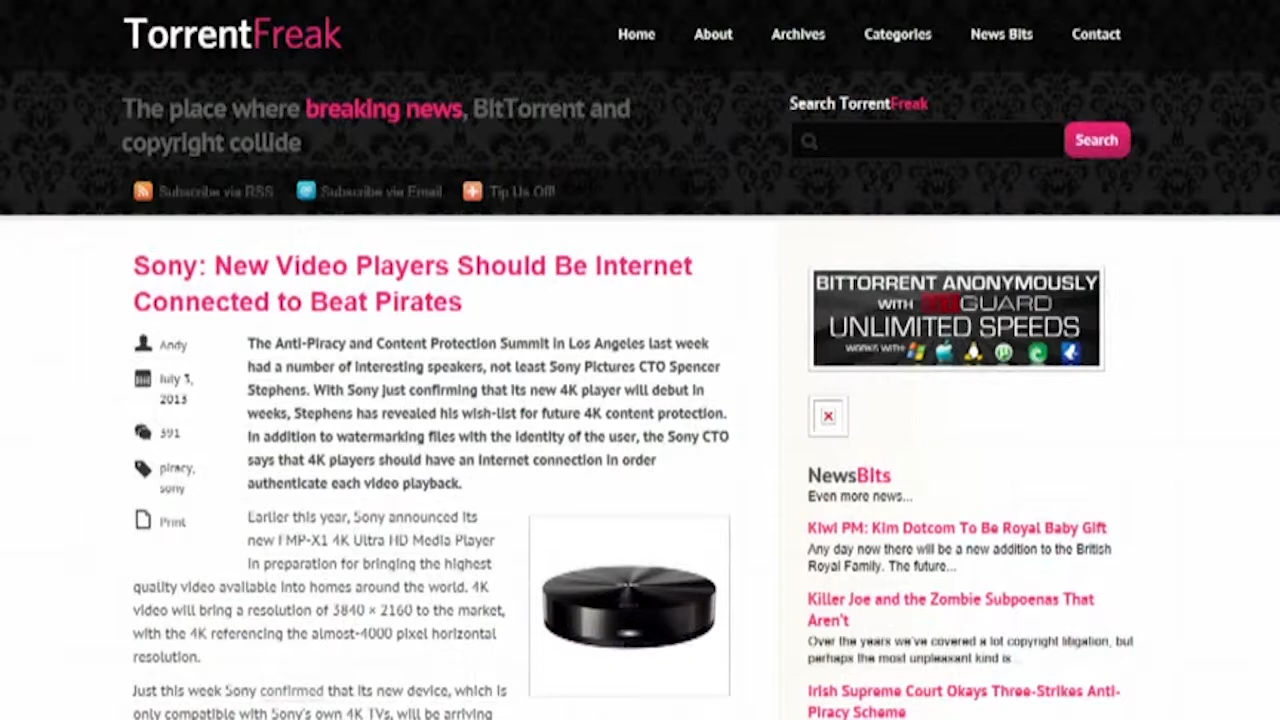 TorrentFreak
Home About Archives Categories News Bits Contact
The place where breaking news, BitTorrent and
copyright collide
Search TorrentFreak
Search
Subscribe via RSS Subscribe via Email Tip Us Off!
Sony: New Video Players Should Be Internet
Connected to Beat Pirates
Andy
July 3,
2013
391
piracy,
sony
Print
The Anti-Piracy and Content Protection Summit in Los Angeles last week
had a number of interesting speakers, not least Sony Pictures CTO Spencer
Stephens. With Sony just confirming that its new 4K player will debut in
weeks, Stephens has revealed his wish-list for future 4K content protection.
In addition to watermarking files with the identity of the user, the Sony CTO
says that 4K players should have an Internet connection in order
authenticate each video playback.
Earlier this year, Sony announced its
new FMP-X1 4K Ultra HD Media Player
in preparation for bringing the highest
quality video available into homes around the world. 4K
video will bring a resolution of 3840 × 2160 to the market,
with the 4K referencing the almost-4000 pixel horizontal
resolution.
Just this week Sony confirmed that its new device, which is
only compatible with Sony's own 4K TVs, will be arriving
BITTORRENT ANONYMOUSLY
WITH GUARD
UNLIMITED SPEEDS
WORKS WITH
NewsBits
Even more news...
Kiwi PM: Kim Dotcom To Be Royal Baby Gift
Any day now there will be a new addition to the British
Royal Family. The future...
Killer Joe and the Zombie Subpoenas That
Aren't
Over the years we've covered a lot copyright litigation, but
perhaps the most unpleasant kind is
Irish Supreme Court Okays Three-Strikes Anti-
Piracy Scheme